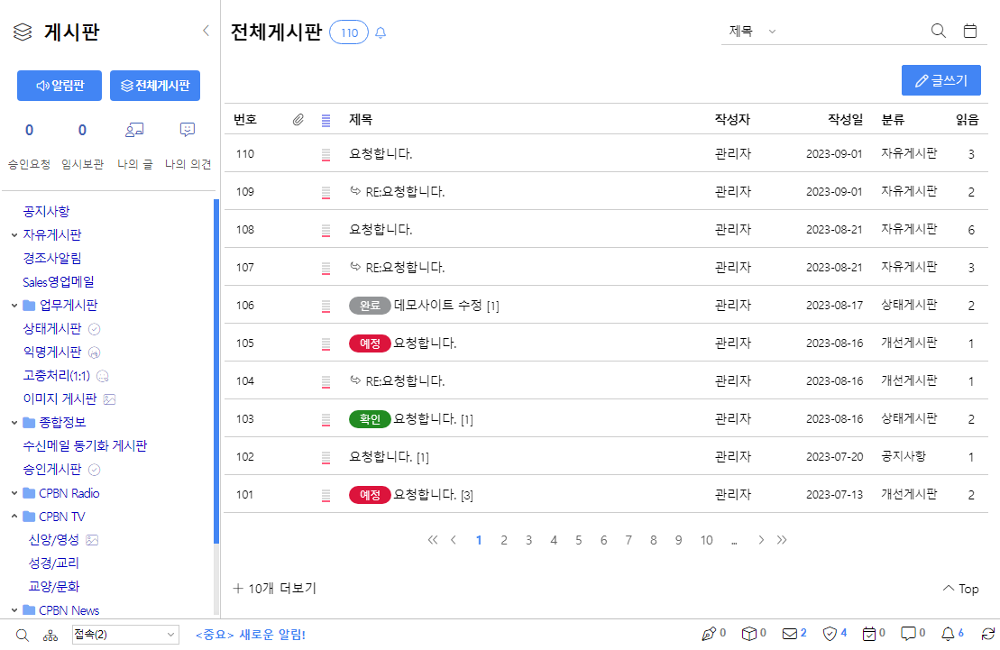 게시판
알림판 전체게시판
0 0
승인요청 임시보관 나의 글 나의 의견
공지사항
자유게시판
경조사알림
Sales영업메일
업무게시판
상태게시판
익명게시판
고충처리(1:1)
이미지 게시판
종합정보
수신메일 동기화 게시판
승인게시판
CPBN Radio
CPBN TV
신앙/영성
성경/교리
교양/문화
CPBN News
전체게시판 110
제목
글쓰기
번호 제목 작성자 작성일 분류 읽음
110 요청합니다. 관리자 2023-09-01 자유게시판 3
109 RE:요청합니다. 관리자 2023-09-01 자유게시판 2
108 요청합니다. 관리자 2023-08-21 자유게시판 6
107 RE:요청합니다. 관리자 2023-08-21 자유게시판 3
106 완료 데모사이트 수정 [1] 관리자 2023-08-17 상태게시판 2
105 예정 요청합니다. 관리자 2023-08-16 개선게시판 1
104 RE:요청합니다. 관리자 2023-08-16 개선게시판 1
103 확인 요청합니다. [1] 관리자 2023-08-16 상태게시판 2
102 요청합니다. [1] 관리자 2023-07-20 공지사항 1
101 예정 요청합니다. [3] 관리자 2023-07-13 개선게시판 2
1 2 3 4 5 6 7 8 9 10 ...
+ 10개 더보기 Top
접속(2) <중요> 새로운 알림! 0 0 2 4 0 0 6